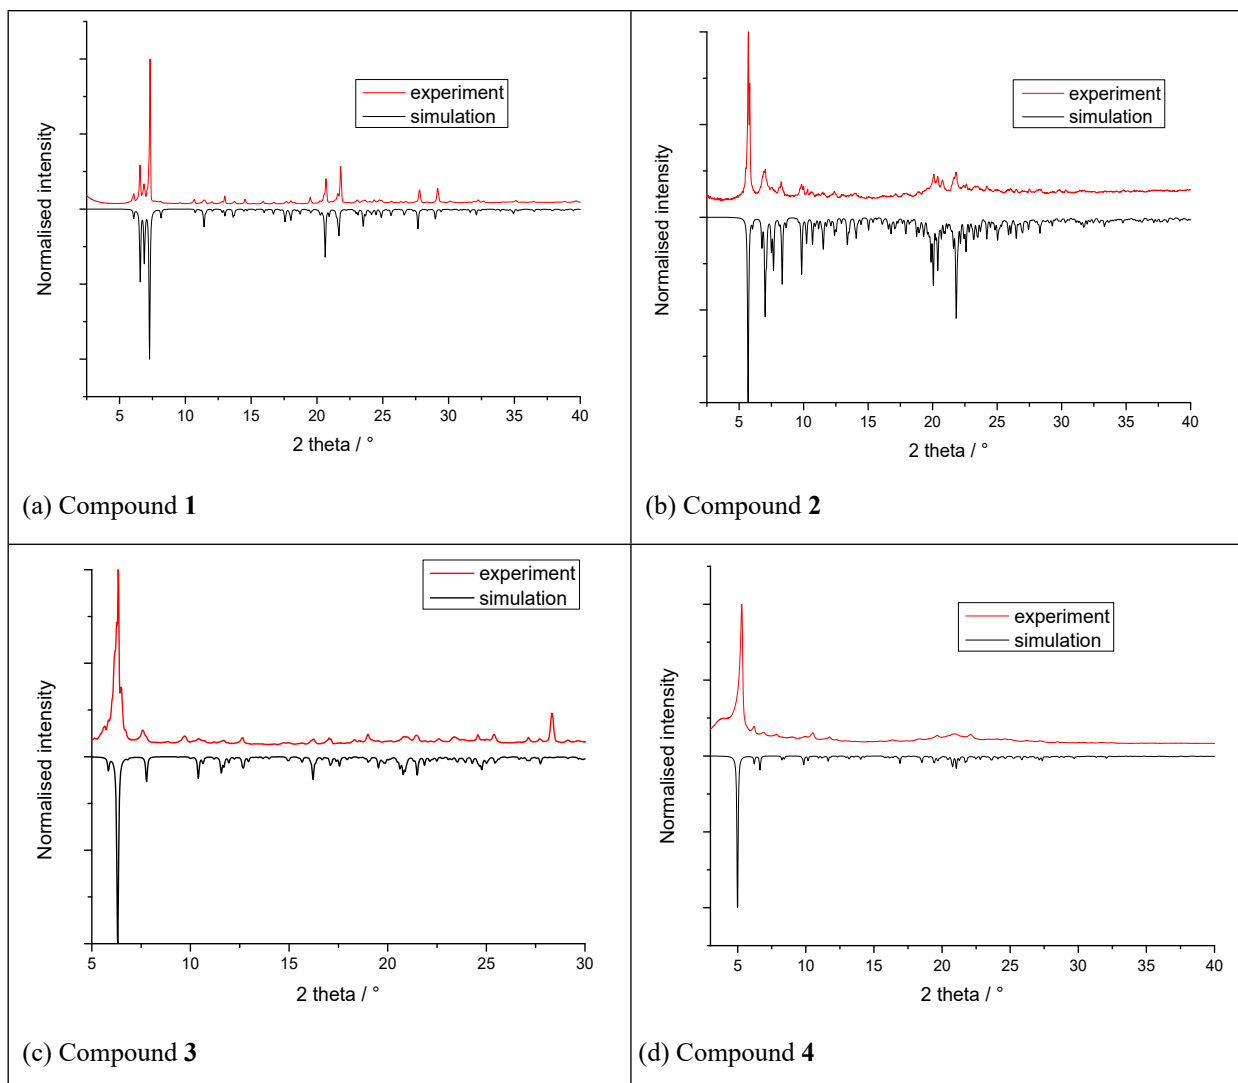 experiment
simulation
Normalised intensity
5 10 15 20 25 30 35 40
2 theta / °
(a) Compound 1
experiment
simulation
Normalised intensity
5 10 15 20 25 30 35 40
2 theta / °
(b) Compound 2
experiment
simulation
Normalised intensity
5 10 15 20 25 30
2 theta / °
(c) Compound 3
experiment
simulation
Normalised intensity
5 10 15 20 25 30 35 40
2 theta / °
(d) Compound 4